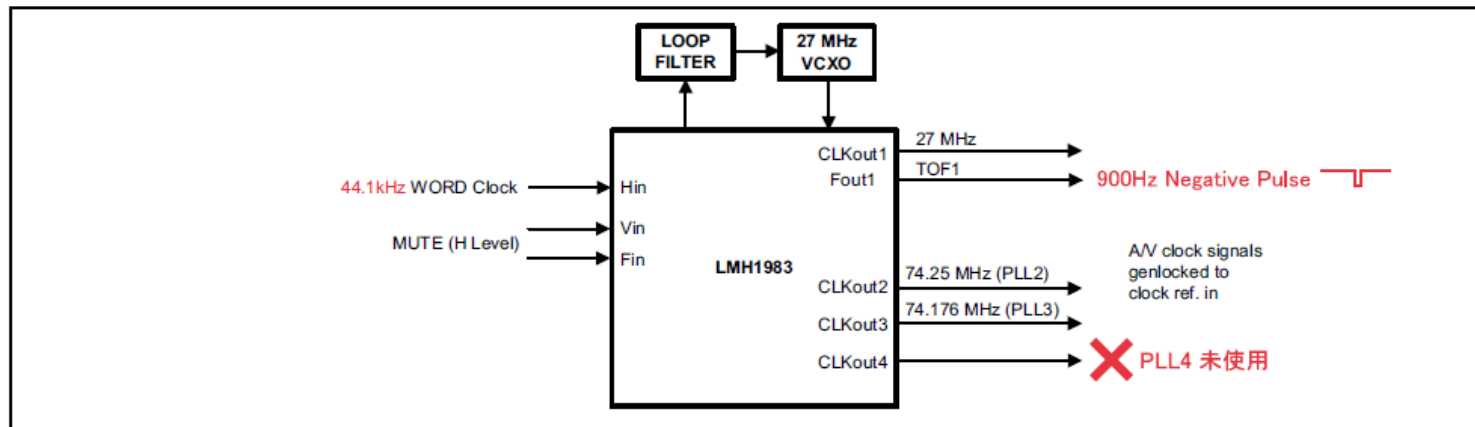 LOOP
FILTER
27 MHz
VCXO
44.1kHz WORD Clock
MUTE (H Level)
Hin
Vin
Fin
LMH1983
CLKout1
Fout1
CLKout2
CLKout3
CLKout4
27 MHz
TOF1
74.25 MHz (PLL2)
74.176 MHz (PLL3)
900Hz Negative Pulse
A/V clock signals
genlocked to
clock ref. in
PLL4 未使用